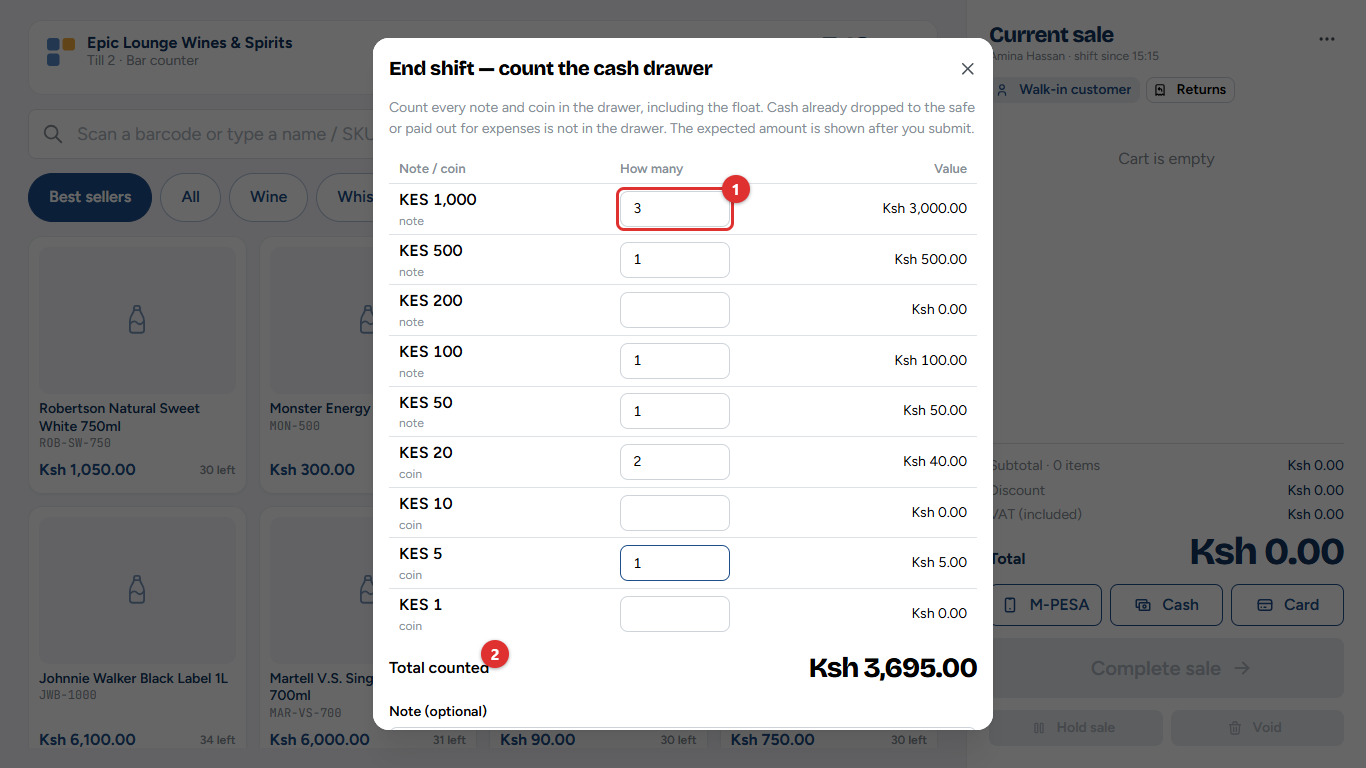 Epic Lounge Wines & Spirits
Till 2 · Bar counter
Scan a barcode or type a name / SKU
Best sellers
All
Wine
Whis
Robertson Natural Sweet
White 750ml
ROB-SW-750
Ksh 1,050.00
30 left
Monster Energy
MON-500
Ksh 300.00
Johnnie Walker Black Label 1L
JWB-1000
Ksh 6,100.00
34 left
Martell V.S. Sing
700ml
MAR-VS-700
Ksh 6,000.00
31 left
Ksh 90.00
30 left
Ksh 750.00
30 left
End shift — count the cash drawer
Count every note and coin in the drawer, including the float. Cash already dropped to the safe
or paid out for expenses is not in the drawer. The expected amount is shown after you submit.
Note / coin How many Value
1
KES 1,000 3 Ksh 3,000.00
note
KES 500 1 Ksh 500.00
note
KES 200 Ksh 0.00
note
KES 100 1 Ksh 100.00
note
KES 50 1 Ksh 50.00
note
KES 20 2 Ksh 40.00
coin
KES 10 Ksh 0.00
coin
KES 5 1 Ksh 5.00
coin
KES 1 Ksh 0.00
coin
2
Total counted Ksh 3,695.00
Note (optional)
Current sale
Amina Hassan · shift since 15:15
Walk-in customer
Returns
Cart is empty
Subtotal · 0 items Ksh 0.00
Discount Ksh 0.00
VAT (included) Ksh 0.00
Total Ksh 0.00
M-PESA
Cash
Card
Complete sale
Hold sale
Void